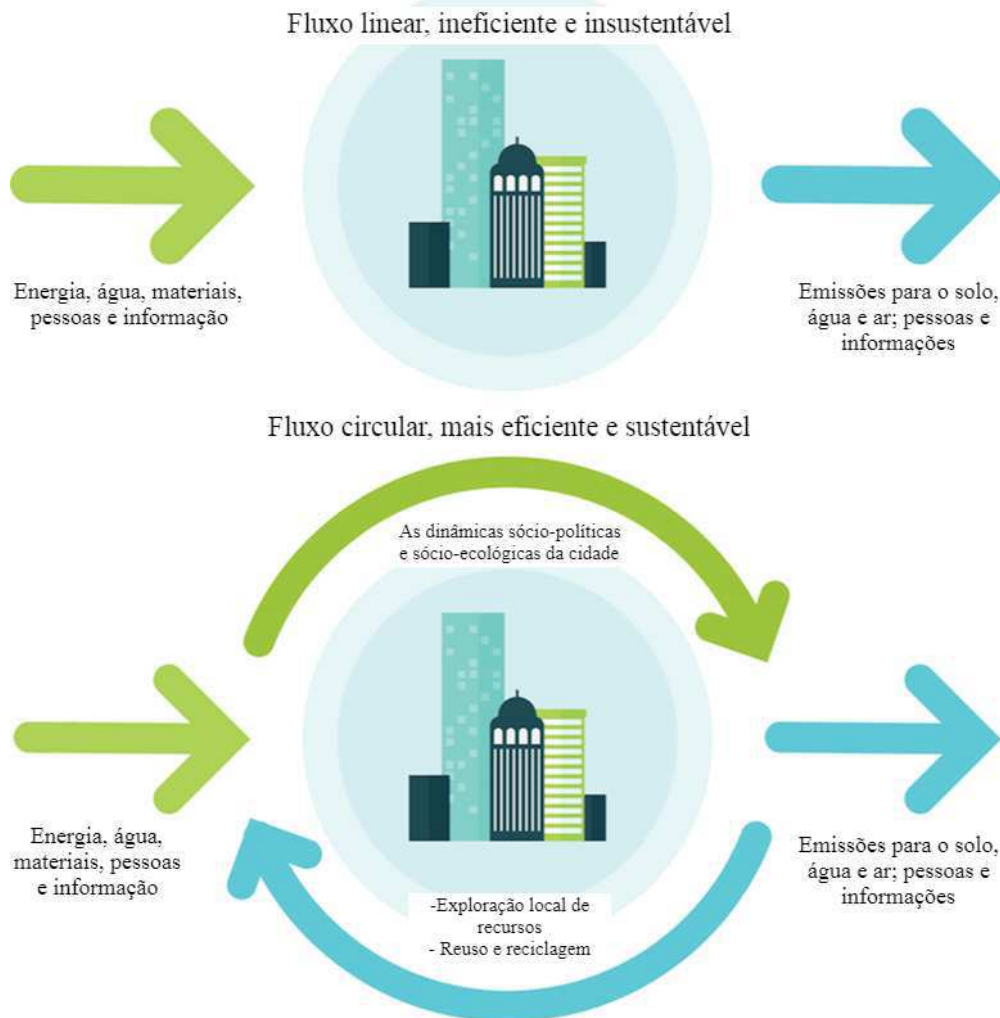 Fluxo linear, ineficiente e insustentável
Energia, água, materiais,
pessoas e informação
Emissões para o solo,
água e ar; pessoas e
informações
Fluxo circular, mais eficiente e sustentável
As dinâmicas sócio-políticas
e sócio-ecológicas da cidade
Energia, água,
materiais, pessoas
e informação
Emissões para o solo,
água e ar; pessoas e
informações
-Exploração local de
recursos
- Reuso e reciclagem